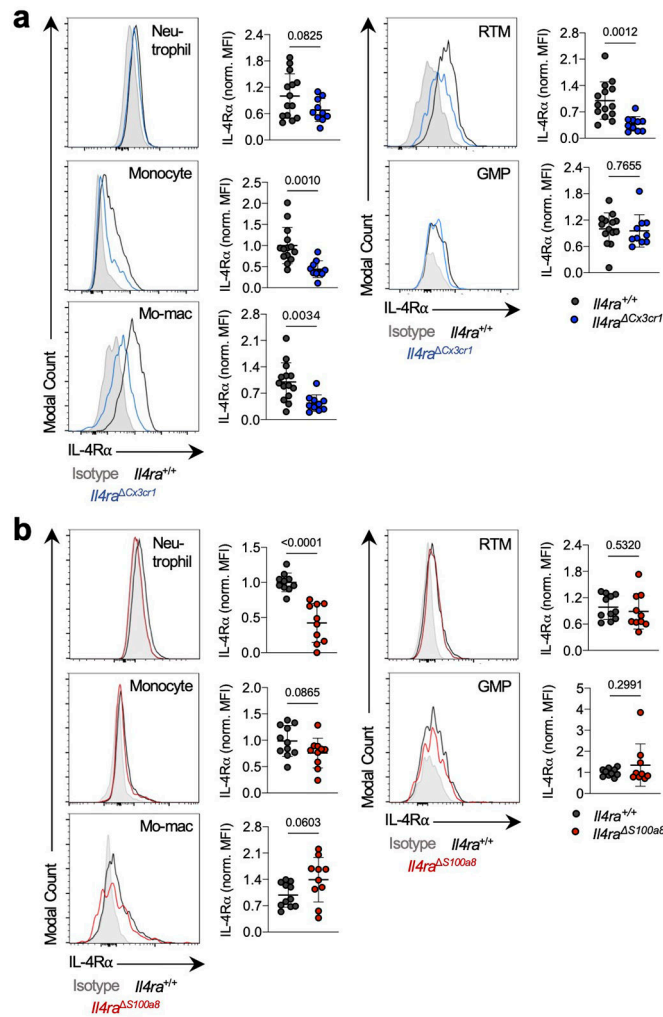 a
Neu-
trophil
Modal Count
IL-4Rα (norm. MFI)
2.4
1.8
1.2
0.6
0.0
0.0825
Monocyte
IL-4Rα (norm. MFI)
2.5
2.0
1.5
1.0
0.5
0.0
0.0010
Mo-mac
IL-4Rα (norm. MFI)
2.8
2.1
1.4
0.7
0.0
0.0034
IL-4Rα
Isotype Il4ra+/+
Il4raΔCx3cr1
RTM
Modal Count
IL-4Rα (norm. MFI)
2.8
2.1
1.4
0.7
0.0
0.0012
GMP
IL-4Rα (norm. MFI)
2.4
1.8
1.2
0.6
0.0
0.7655
IL-4Rα
Isotype Il4ra+/+
Il4raΔCx3cr1
Il4ra+/+
Il4raΔCx3cr1
b
Neu-
trophil
Modal Count
IL-4Rα (norm. MFI)
1.5
1.0
0.5
0.0
<0.0001
Monocyte
IL-4Rα (norm. MFI)
2.0
1.5
1.0
0.5
0.0
0.0865
Mo-mac
IL-4Rα (norm. MFI)
2.8
2.1
1.4
0.7
0.0
0.0603
IL-4Rα
Isotype Il4ra+/+
Il4raΔS100a8
RTM
Modal Count
IL-4Rα (norm. MFI)
2.4
1.8
1.2
0.6
0.0
0.5320
GMP
IL-4Rα (norm. MFI)
5
4
3
2
1
0
0.2991
IL-4Rα
Isotype Il4ra+/+
Il4raΔS100a8
Il4ra+/+
Il4raΔS100a8